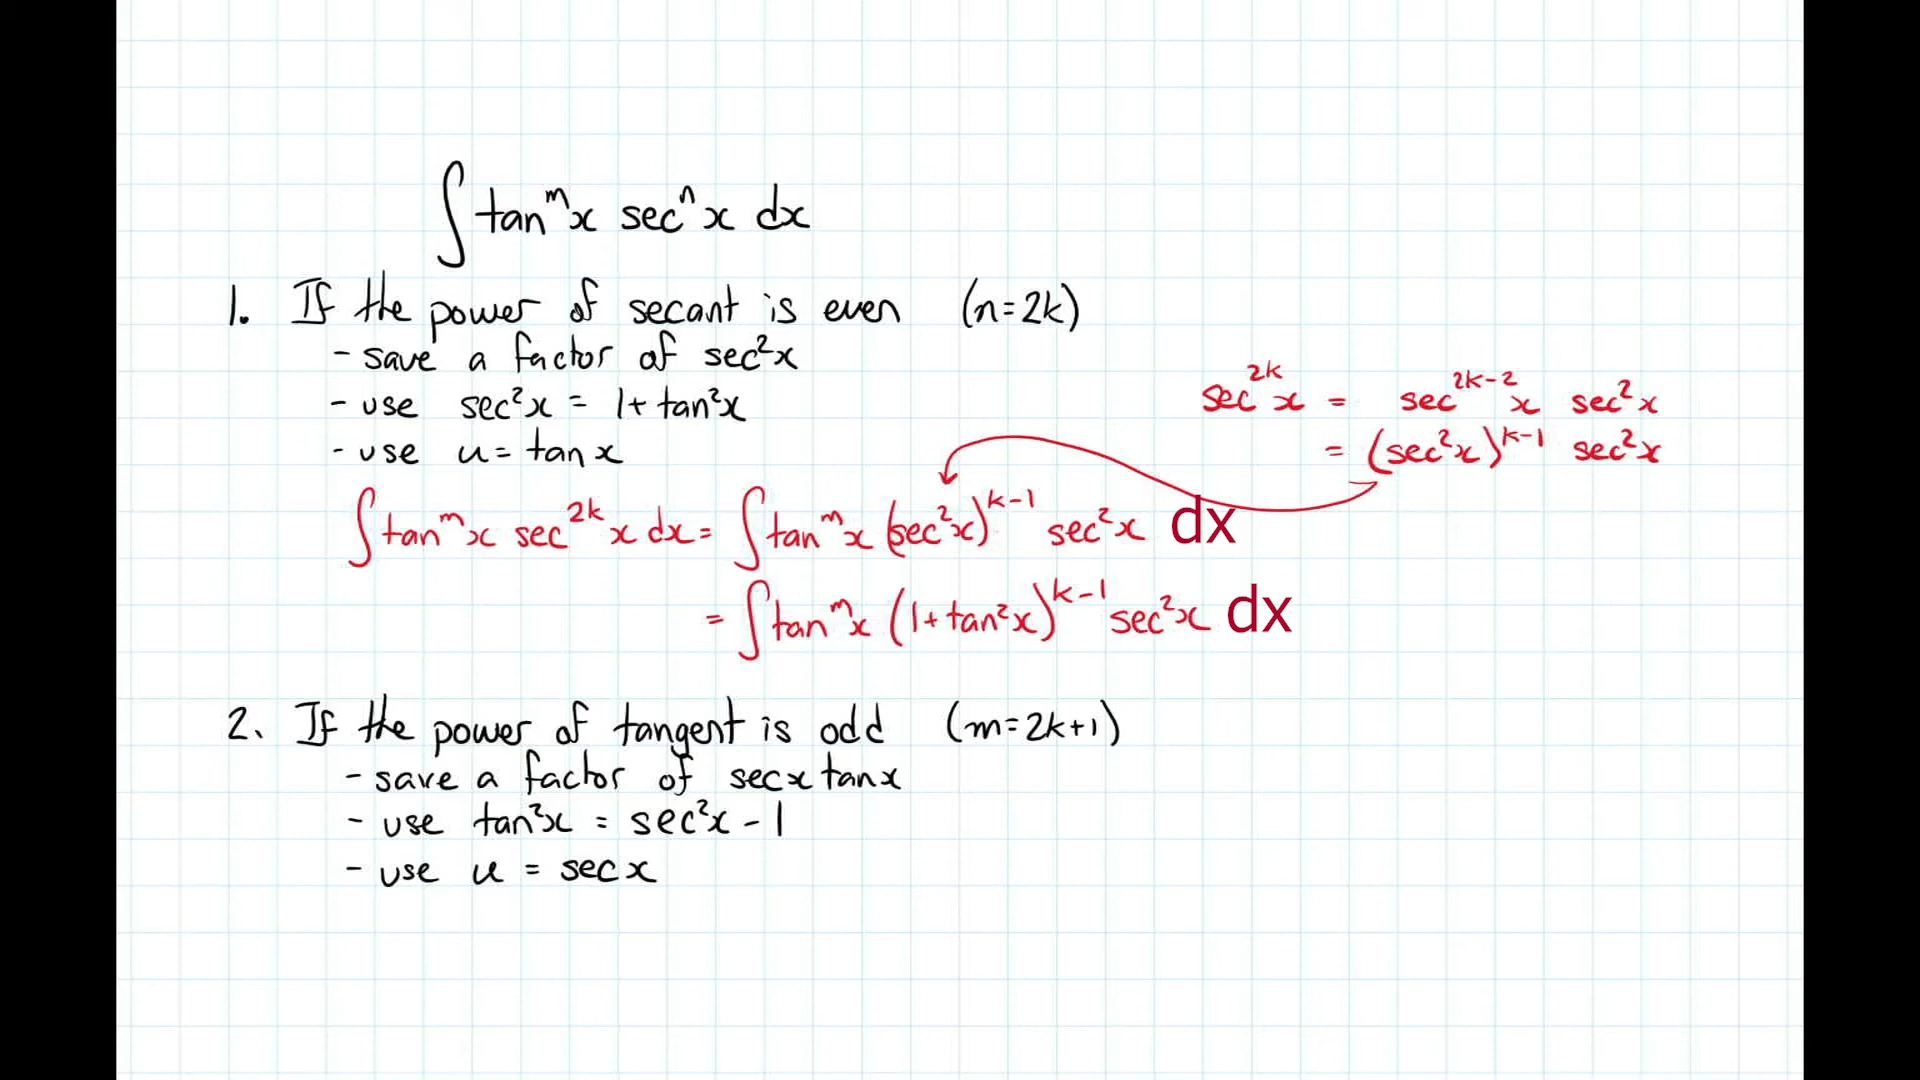 ∫ tan^m x sec^n x dx
1. If the power of secant is even (n=2k)
- save a factor of sec²x
- use sec²x = 1+ tan²x
- use u = tan x
sec^{2k} x = sec^{2k-2} x sec²x
= (sec²x)^{k-1} sec²x
∫ tan^m x sec^{2k} x dx = ∫ tan^m x (sec²x)^{k-1} sec²x dx
= ∫ tan^m x (1+ tan²x)^{k-1} sec²x dx
2. If the power of tangent is odd (m=2k+1)
- save a factor of secx tanx
- use tan²x = sec²x - 1
- use u = sec x